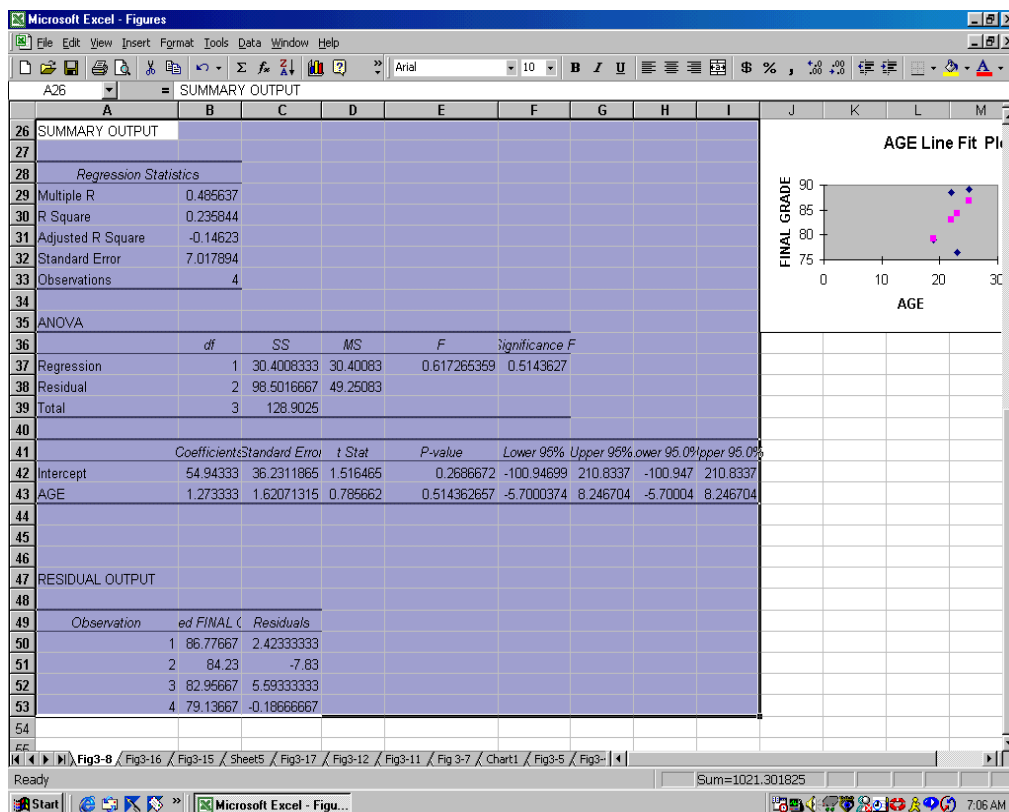 Microsoft Excel - Figures
File Edit View Insert Format Tools Data Window Help
Arial 10 B I U $ % ,
A26 = SUMMARY OUTPUT
A B C D E F G H I J K L M
26 SUMMARY OUTPUT
27
28 Regression Statistics
29 Multiple R 0.485637
30 R Square 0.235844
31 Adjusted R Square -0.14623
32 Standard Error 7.017894
33 Observations 4
34
35 ANOVA
36 df SS MS F Significance F
37 Regression 1 30.4008333 30.40083 0.617265359 0.5143627
38 Residual 2 98.5016667 49.25083
39 Total 3 128.9025
40
41 Coefficients Standard Error t Stat P-value Lower 95% Upper 95% ower 95.0% pper 95.0%
42 Intercept 54.94333 36.2311865 1.516465 0.2686672 -100.94699 210.8337 -100.947 210.8337
43 AGE 1.273333 1.62071315 0.785662 0.514362657 -5.7000374 8.246704 -5.70004 8.246704
44
45
46
47 RESIDUAL OUTPUT
48
49 Observation ed FINAL Residuals
50 1 86.77667 2.42333333
51 2 84.23 -7.83
52 3 82.95667 5.59333333
53 4 79.13667 -0.18666667
54
55
AGE Line Fit Pl
FINAL GRADE
90
85
80
75
0 10 20 30
AGE
Fig3-8 Fig3-16 Fig3-15 Sheet5 Fig3-17 Fig3-12 Fig3-11 Fig 3-7 Chart1 Fig3-5 Fig3-
Ready Sum=1021.301825
Start Microsoft Excel - Figu... 7:06 AM